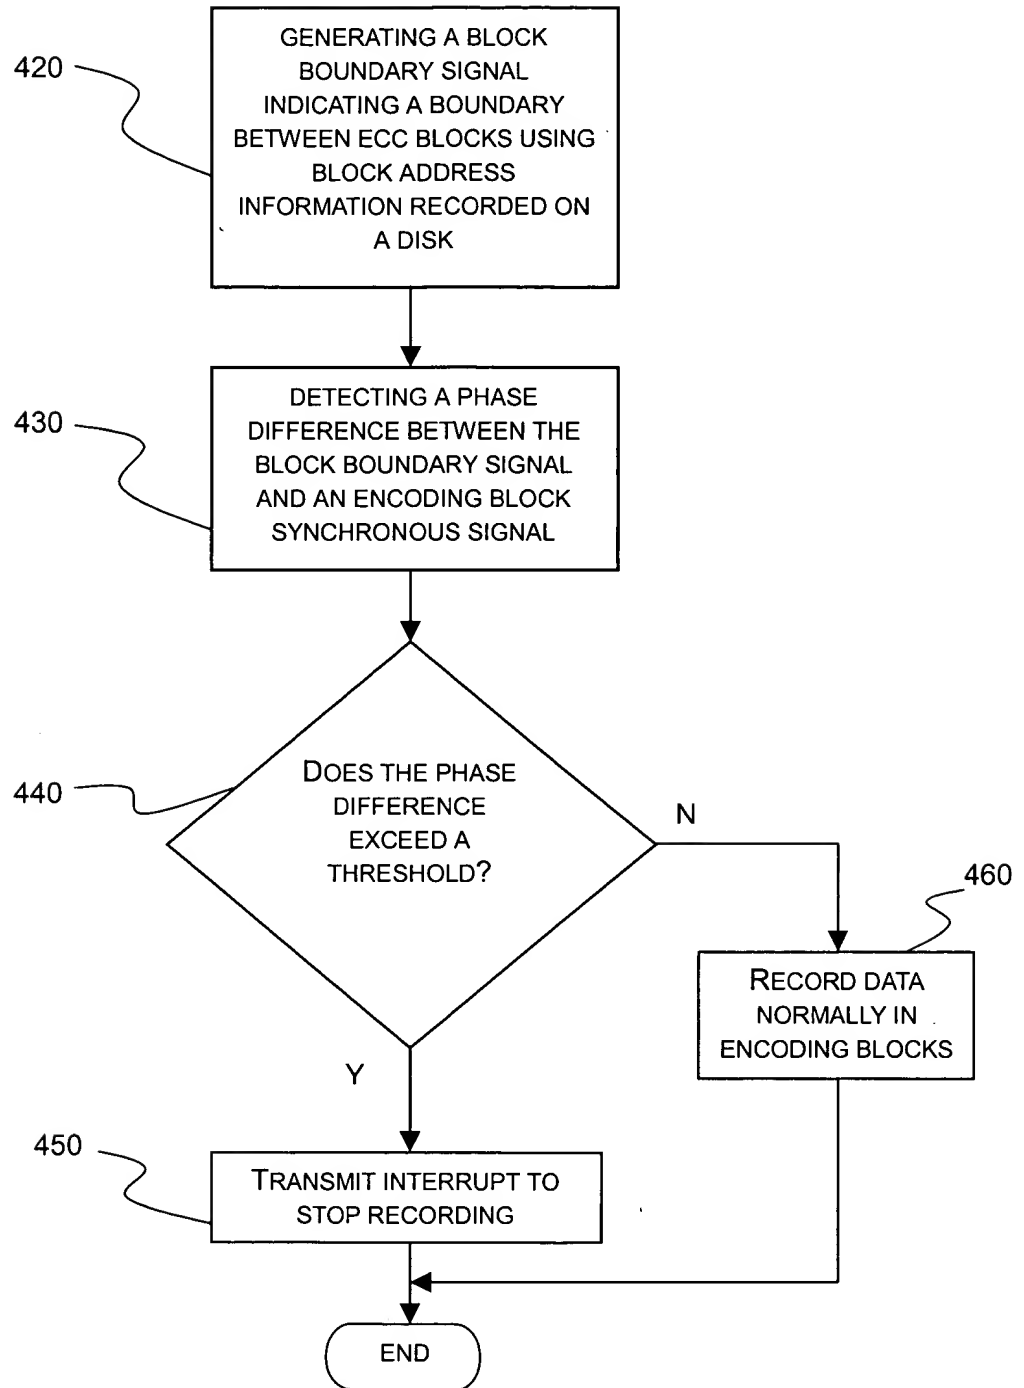 420
GENERATING A BLOCK
BOUNDARY SIGNAL
INDICATING A BOUNDARY
BETWEEN ECC BLOCKS USING
BLOCK ADDRESS
INFORMATION RECORDED ON
A DISK
430
DETECTING A PHASE
DIFFERENCE BETWEEN THE
BLOCK BOUNDARY SIGNAL
AND AN ENCODING BLOCK
SYNCHRONOUS SIGNAL
440
DOES THE PHASE
DIFFERENCE
EXCEED A
THRESHOLD?
N
460
RECORD DATA
NORMALLY IN
ENCODING BLOCKS
Y
450
TRANSMIT INTERRUPT TO
STOP RECORDING
END